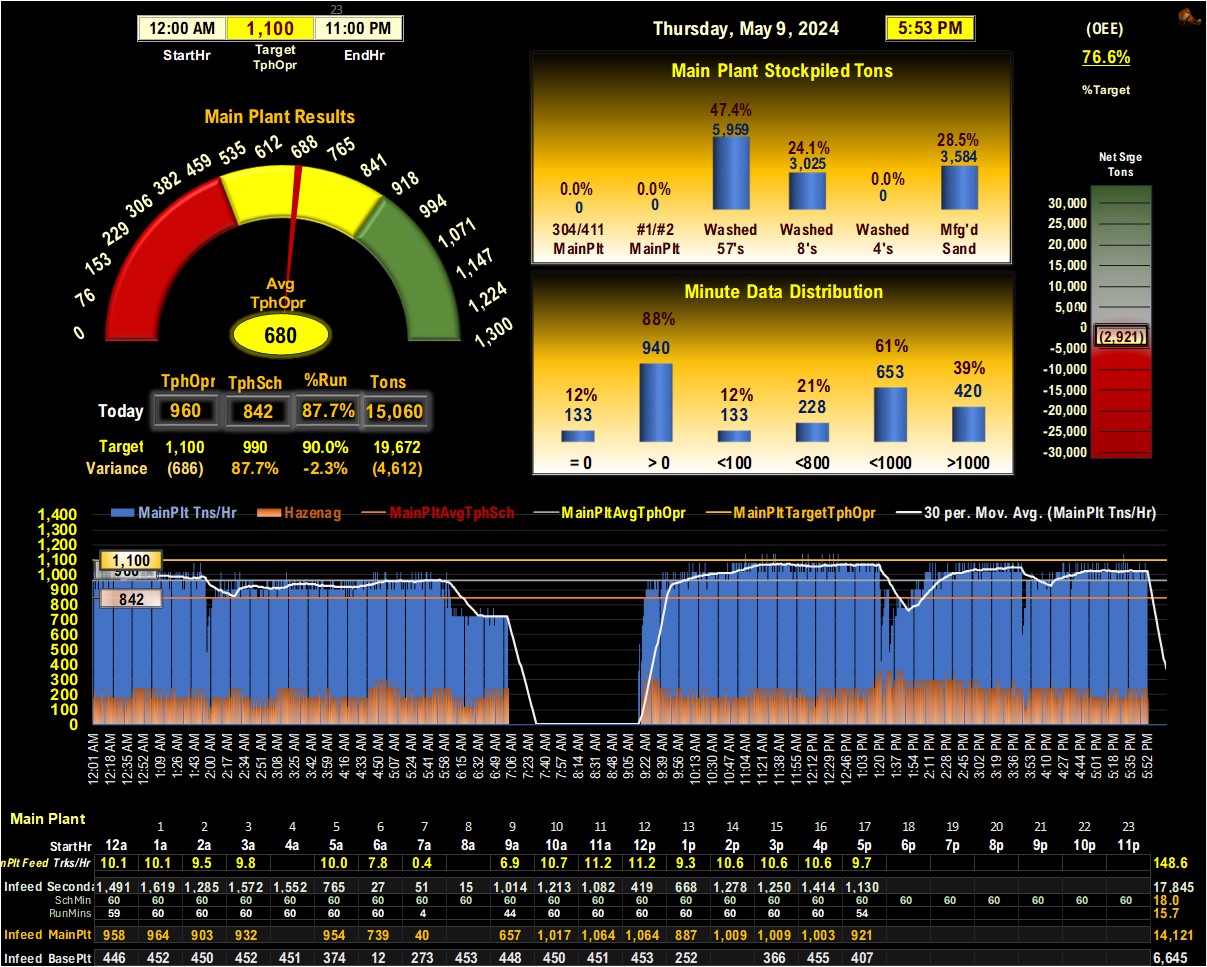 23
12:00 AM 1,100 11:00 PM
StartHr Target TphOpr EndHr
Thursday, May 9, 2024 5:53 PM
(OEE)
76.6%
%Target
Main Plant Results
0 76 153 229 306 382 459 535 612 688 765 841 918 994 1,071 1,147 1,224 1,300
Avg
TphOpr
680
TphOpr TphSch %Run Tons
Today 960 842 87.7% 15,060
Target 1,100 990 90.0% 19,672
Variance (686) 87.7% -2.3% (4,612)
Main Plant Stockpiled Tons
47.4%
5,959
24.1%
3,025
28.5%
3,584
0.0% 0.0% 0.0%
0 0 0
304/411 #1/#2 Washed Washed Washed Mfg'd
MainPlt MainPlt 57's 8's 4's Sand
Minute Data Distribution
88%
940
61%
653
39%
420
21%
228
12% 12%
133 133
= 0 > 0 <100 <800 <1000 >1000
Net Srge
Tons
30,000
25,000
20,000
15,000
10,000
5,000
0
(2,921)
-5,000
-10,000
-15,000
-20,000
-25,000
-30,000
MainPlt Tns/Hr Hazenag MainPltAvgTphSch MainPltAvgTphOpr MainPltTargetTphOpr 30 per. Mov. Avg. (MainPlt Tns/Hr)
1,400
1,300
1,200
1,100
1,000
900
800
700
600
500
400
300
200
100
0
1,100
960
842
12:01 AM 12:18 AM 12:35 AM 12:52 AM 1:09 AM 1:26 AM 1:43 AM 2:00 AM 2:17 AM 2:34 AM 2:51 AM 3:08 AM 3:25 AM 3:42 AM 3:59 AM 4:16 AM 4:33 AM 4:50 AM 5:07 AM 5:24 AM 5:41 AM 5:58 AM 6:15 AM 6:32 AM 6:49 AM 7:06 AM 7:23 AM 7:40 AM 7:57 AM 8:14 AM 8:31 AM 8:48 AM 9:05 AM 9:22 AM 9:39 AM 9:56 AM 10:13 AM 10:30 AM 10:47 AM 11:04 AM 11:21 AM 11:38 AM 11:55 AM 12:12 PM 12:29 PM 12:46 PM 1:03 PM 1:20 PM 1:37 PM 1:54 PM 2:11 PM 2:28 PM 2:45 PM 3:02 PM 3:19 PM 3:36 PM 3:53 PM 4:10 PM 4:27 PM 4:44 PM 5:01 PM 5:18 PM 5:35 PM 5:52 PM
Main Plant
1 2 3 4 5 6 7 8 9 10 11 12 13 14 15 16 17 18 19 20 21 22 23
StartHr 12a 1a 2a 3a 4a 5a 6a 7a 8a 9a 10a 11a 12p 1p 2p 3p 4p 5p 6p 7p 8p 9p 10p 11p
nPlt Feed Trks/Hr 10.1 10.1 9.5 9.8 10.0 7.8 0.4 6.9 10.7 11.2 11.2 9.3 10.6 10.6 10.6 9.7 148.6
Infeed Seconda 1,491 1,619 1,285 1,572 1,552 765 27 51 15 1,014 1,213 1,082 419 668 1,278 1,250 1,414 1,130 17,845
SchMin 60 60 60 60 60 60 60 60 60 60 60 60 60 60 60 60 60 60 60 60 60 60 60 60 18.0
RunMins 59 60 60 60 60 60 4 44 60 60 60 60 60 60 60 54 15.7
Infeed MainPlt 958 964 903 932 954 739 40 657 1,017 1,064 1,064 887 1,009 1,009 1,003 921 14,121
Infeed BasePlt 446 452 450 452 451 374 12 273 453 448 450 451 453 252 366 455 407 6,645